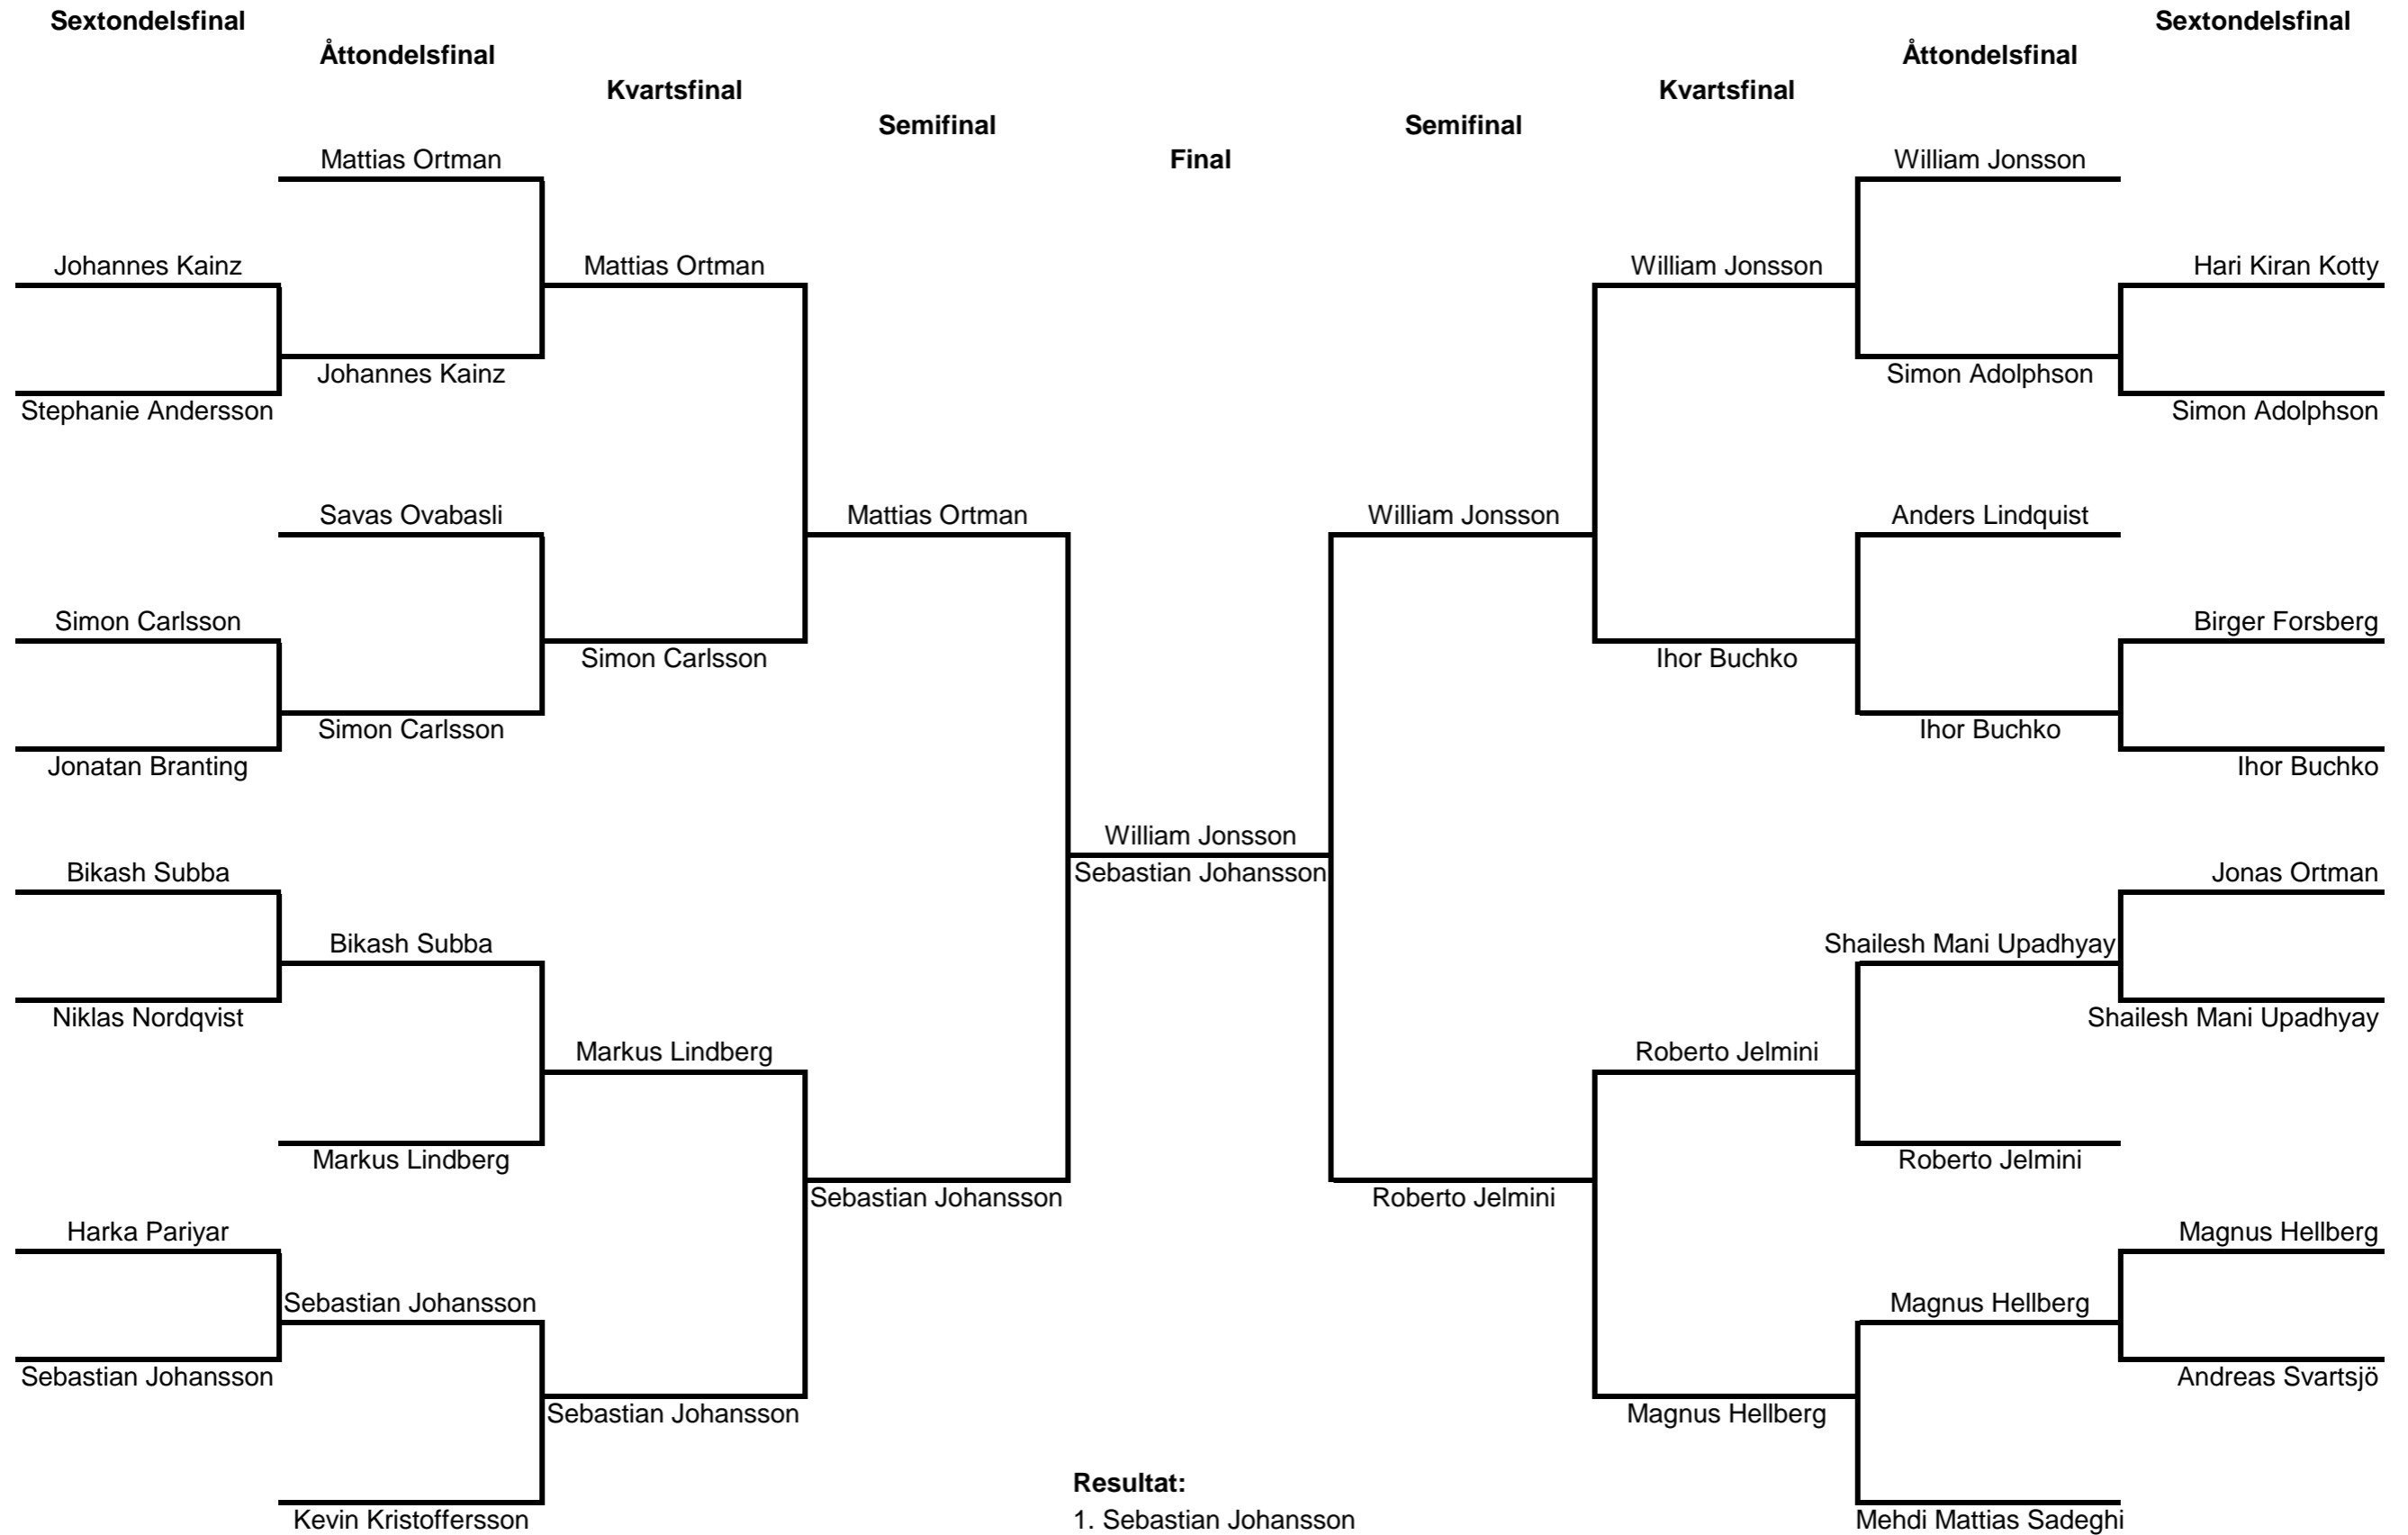 Sextondelsfinal
Sextondelsfinal
Åttondelsfinal
Åttondelsfinal
Kvartsfinal
Kvartsfinal
Semifinal
Semifinal
Mattias Ortman
Final
William Jonsson
Johannes Kainz
Mattias Ortman
William Jonsson
Hari Kiran Kotty
Johannes Kainz
Simon Adolphson
Stephanie Andersson
Simon Adolphson
Savas Ovabasli
Mattias Ortman
William Jonsson
Anders Lindquist
Simon Carlsson
Birger Forsberg
Simon Carlsson
Ihor Buchko
Simon Carlsson
Ihor Buchko
Jonatan Branting
Ihor Buchko
William Jonsson
Bikash Subba
Sebastian Johansson
Jonas Ortman
Bikash Subba
Shailesh Mani Upadhyay
Niklas Nordqvist
Shailesh Mani Upadhyay
Markus Lindberg
Roberto Jelmini
Markus Lindberg
Roberto Jelmini
Sebastian Johansson
Roberto Jelmini
Harka Pariyar
Magnus Hellberg
Sebastian Johansson
Magnus Hellberg
Sebastian Johansson
Andreas Svartsjö
Sebastian Johansson
Magnus Hellberg
Resultat:
Kevin Kristoffersson
1. Sebastian Johansson
Mehdi Mattias Sadeghi